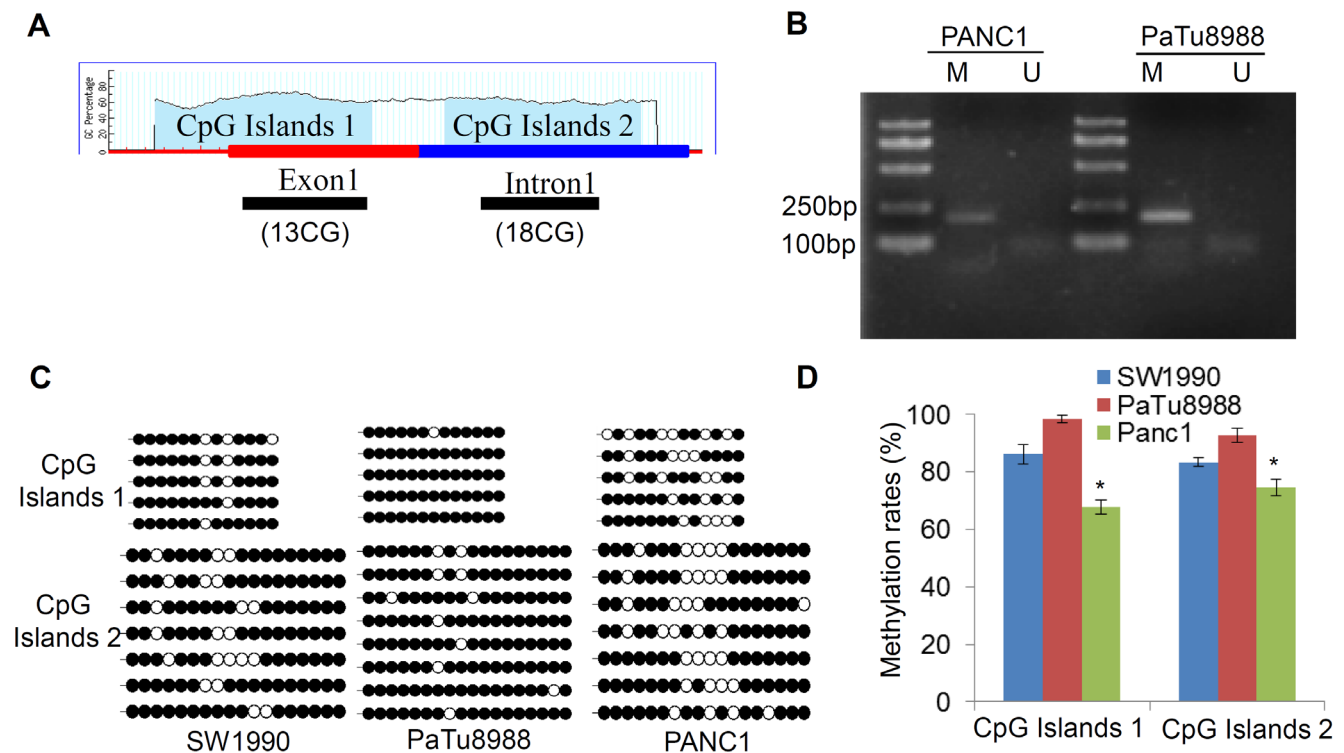 A
GC Percentage
0 20 40 60 80
CpG Islands 1
CpG Islands 2
Exon1
Intron1
(13CG)
(18CG)
B
PANC1
PaTu8988
M U
M U
250bp
100bp
C
CpG
Islands 1
CpG
Islands 2
SW1990
PaTu8988
PANC1
D
SW1990
PaTu8988
Panc1
Methylation rates (%)
100
80
60
40
20
0
*
*
CpG Islands 1
CpG Islands 2